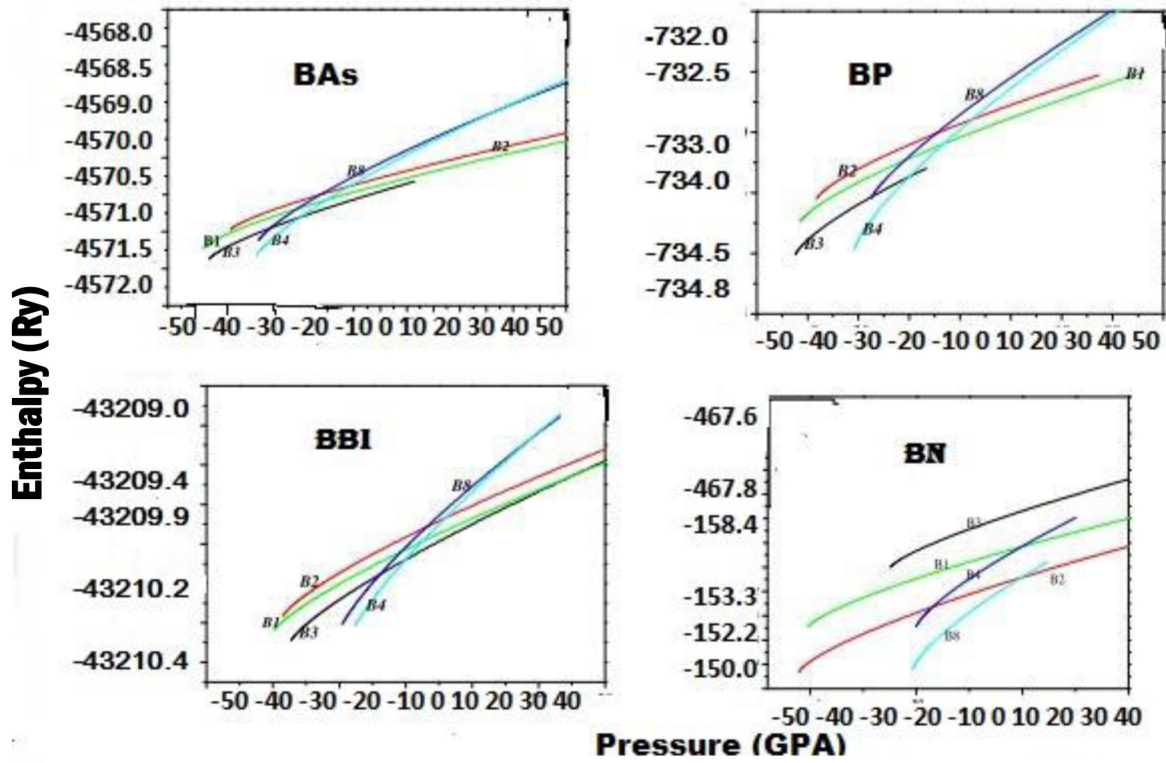 -4568.0
-4568.5
-4569.0
-4570.0
-4570.5
-4571.0
-4571.5
-4572.0
BAs
B2
B8
B1
B3
B4
-50 -40 -30 -20 -10 0 10 20 30 40 50
-732.0
-732.5
-733.0
-734.0
-734.5
-734.8
BP
B1
B8
B2
B3
B4
-50 -40 -30 -20 -10 0 10 20 30 40 50
Enthalpy (Ry)
-43209.0
-43209.4
-43209.9
-43210.2
-43210.4
BBI
B8
B2
B1
B3
B4
-50 -40 -30 -20 -10 0 10 20 30 40 50
-467.6
-467.8
-158.4
-153.3
-152.2
-150.0
BN
B3
B1
B4
B2
B8
-50 -40 -30 -20 -10 0 10 20 30 40
Pressure (GPA)